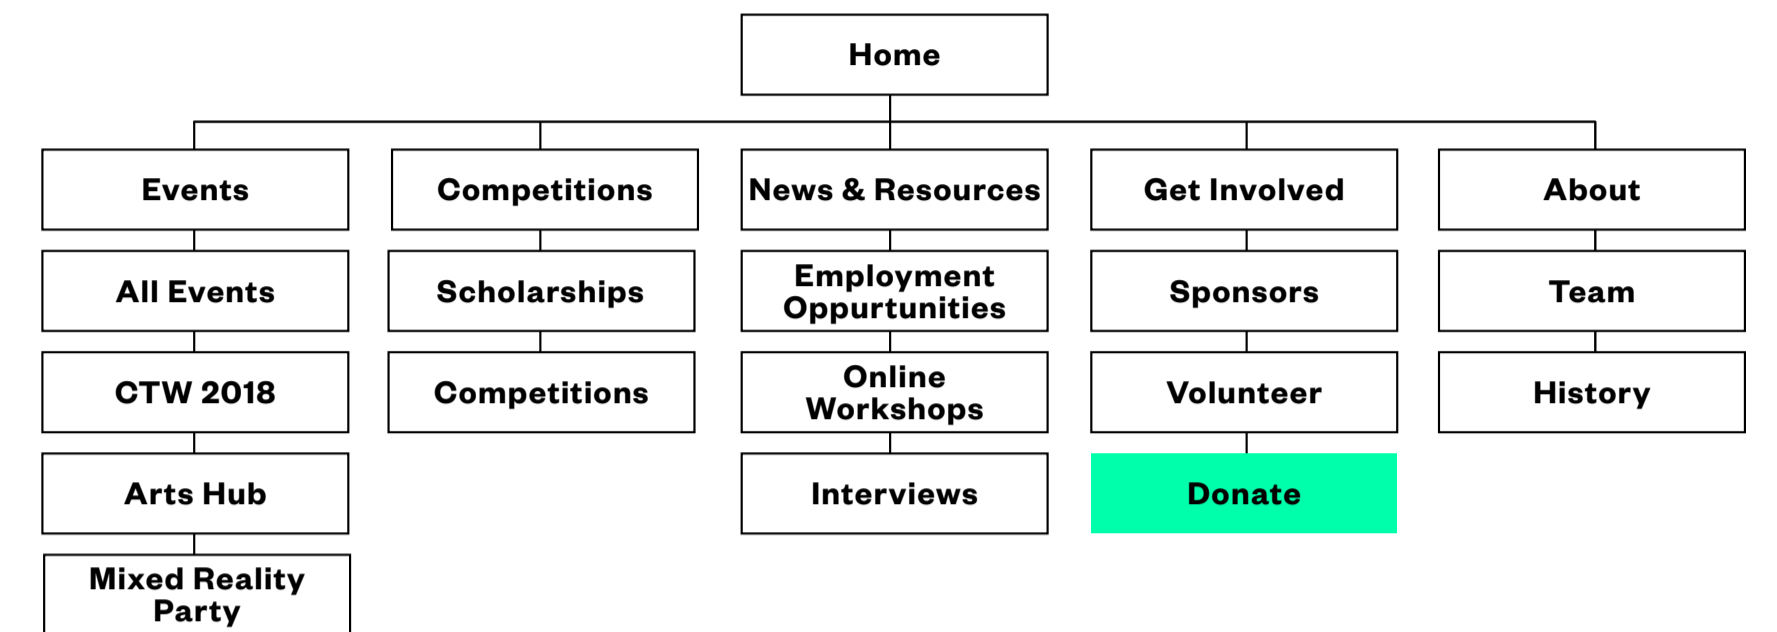 Home
Events
Competitions
News & Resources
Get Involved
About
All Events
Scholarships
Employment
Oppurtunities
Sponsors
Team
CTW 2018
Competitions
Online
Workshops
Volunteer
History
Arts Hub
Interviews
Donate
Mixed Reality
Party